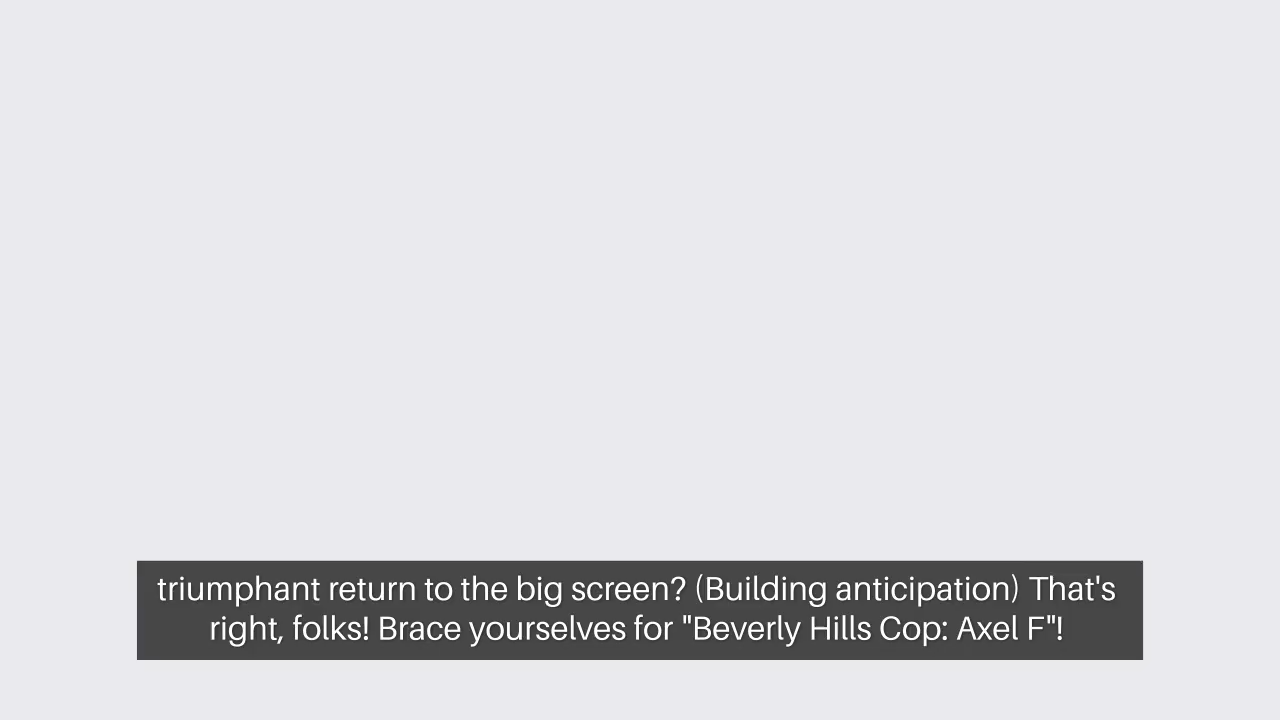 triumphant return to the big screen? (Building anticipation) That's
right, folks! Brace yourselves for "Beverly Hills Cop: Axel F"!